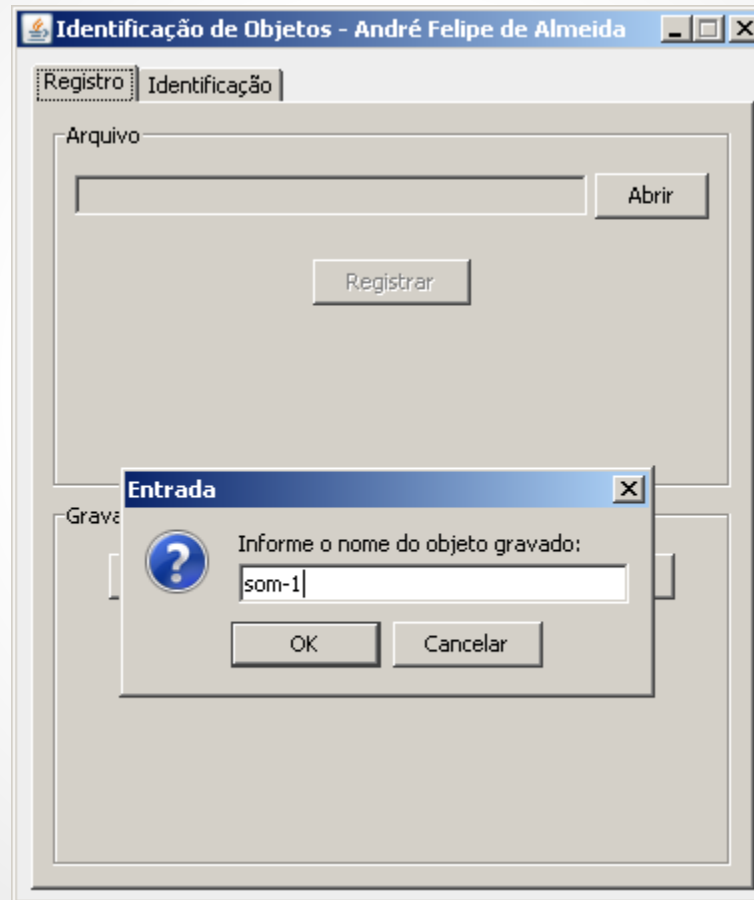 Identificação de Objetos - André Felipe de Almeida
Registro Identificação
Arquivo
Abrir
Registrar
Entrada
Informe o nome do objeto gravado:
som-1
OK Cancelar